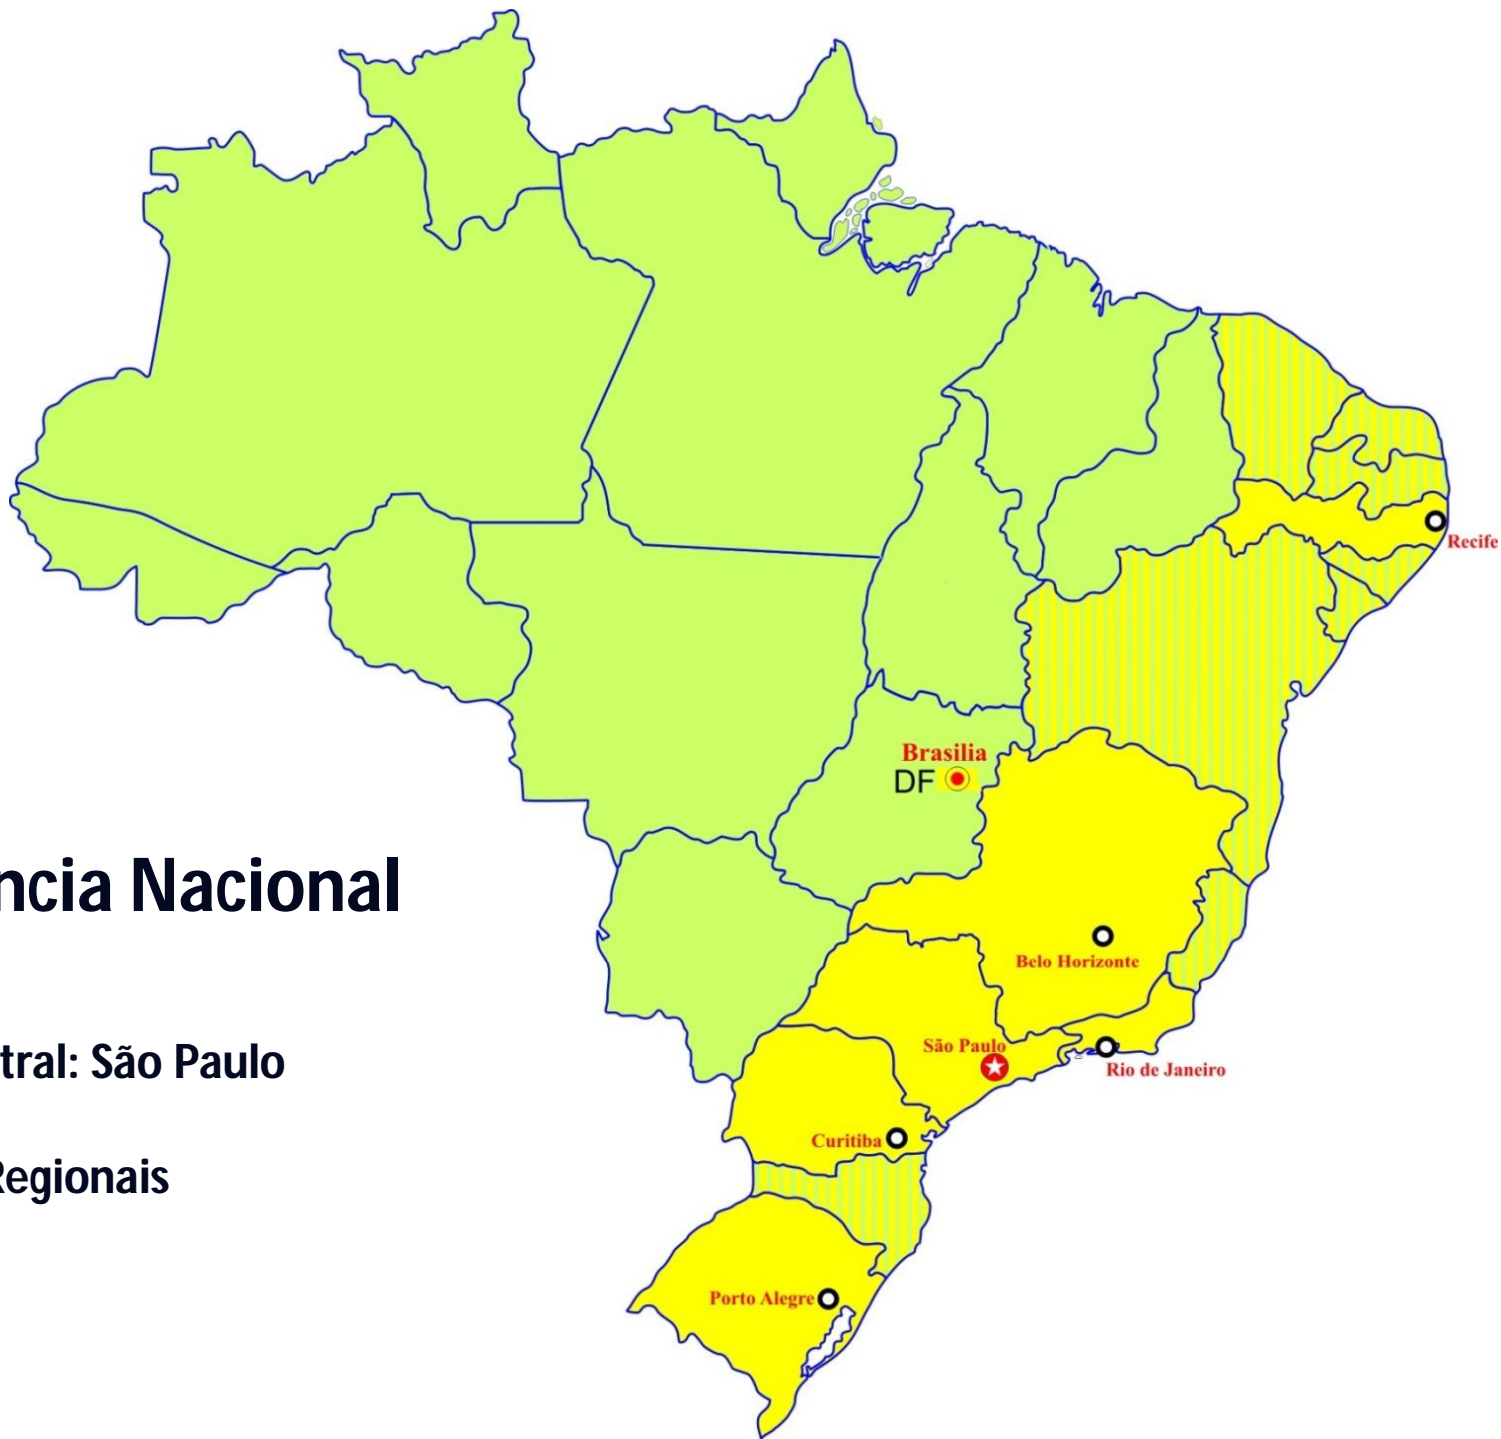 Recife
Brasilia
DF
ncia Nacional
Belo Horizonte
São Paulo
tral: São Paulo
Rio de Janeiro
Curitiba
Regionais
Porto Alegre